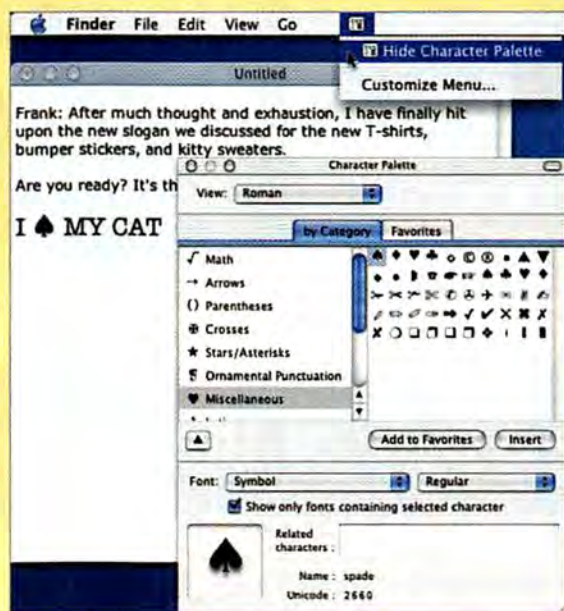 Finder File Edit View Go
Hide Character Palette
Customize Menu...
Untitled
Frank: After much thought and exhaustion, I have finally hit
upon the new slogan we discussed for the new T-shirts,
bumper stickers, and kitty sweaters.
Are you ready? It's th
I ♠ MY CAT
Character Palette
View: Roman
by Category Favorites
√ Math
→ Arrows
() Parentheses
Crosses
★ Stars/Asterisks
Ornamental Punctuation
♥ Miscellaneous
Add to Favorites Insert
Font: Symbol Regular
Show only fonts containing selected character
Related
characters :
Name : spade
Unicode : 2660